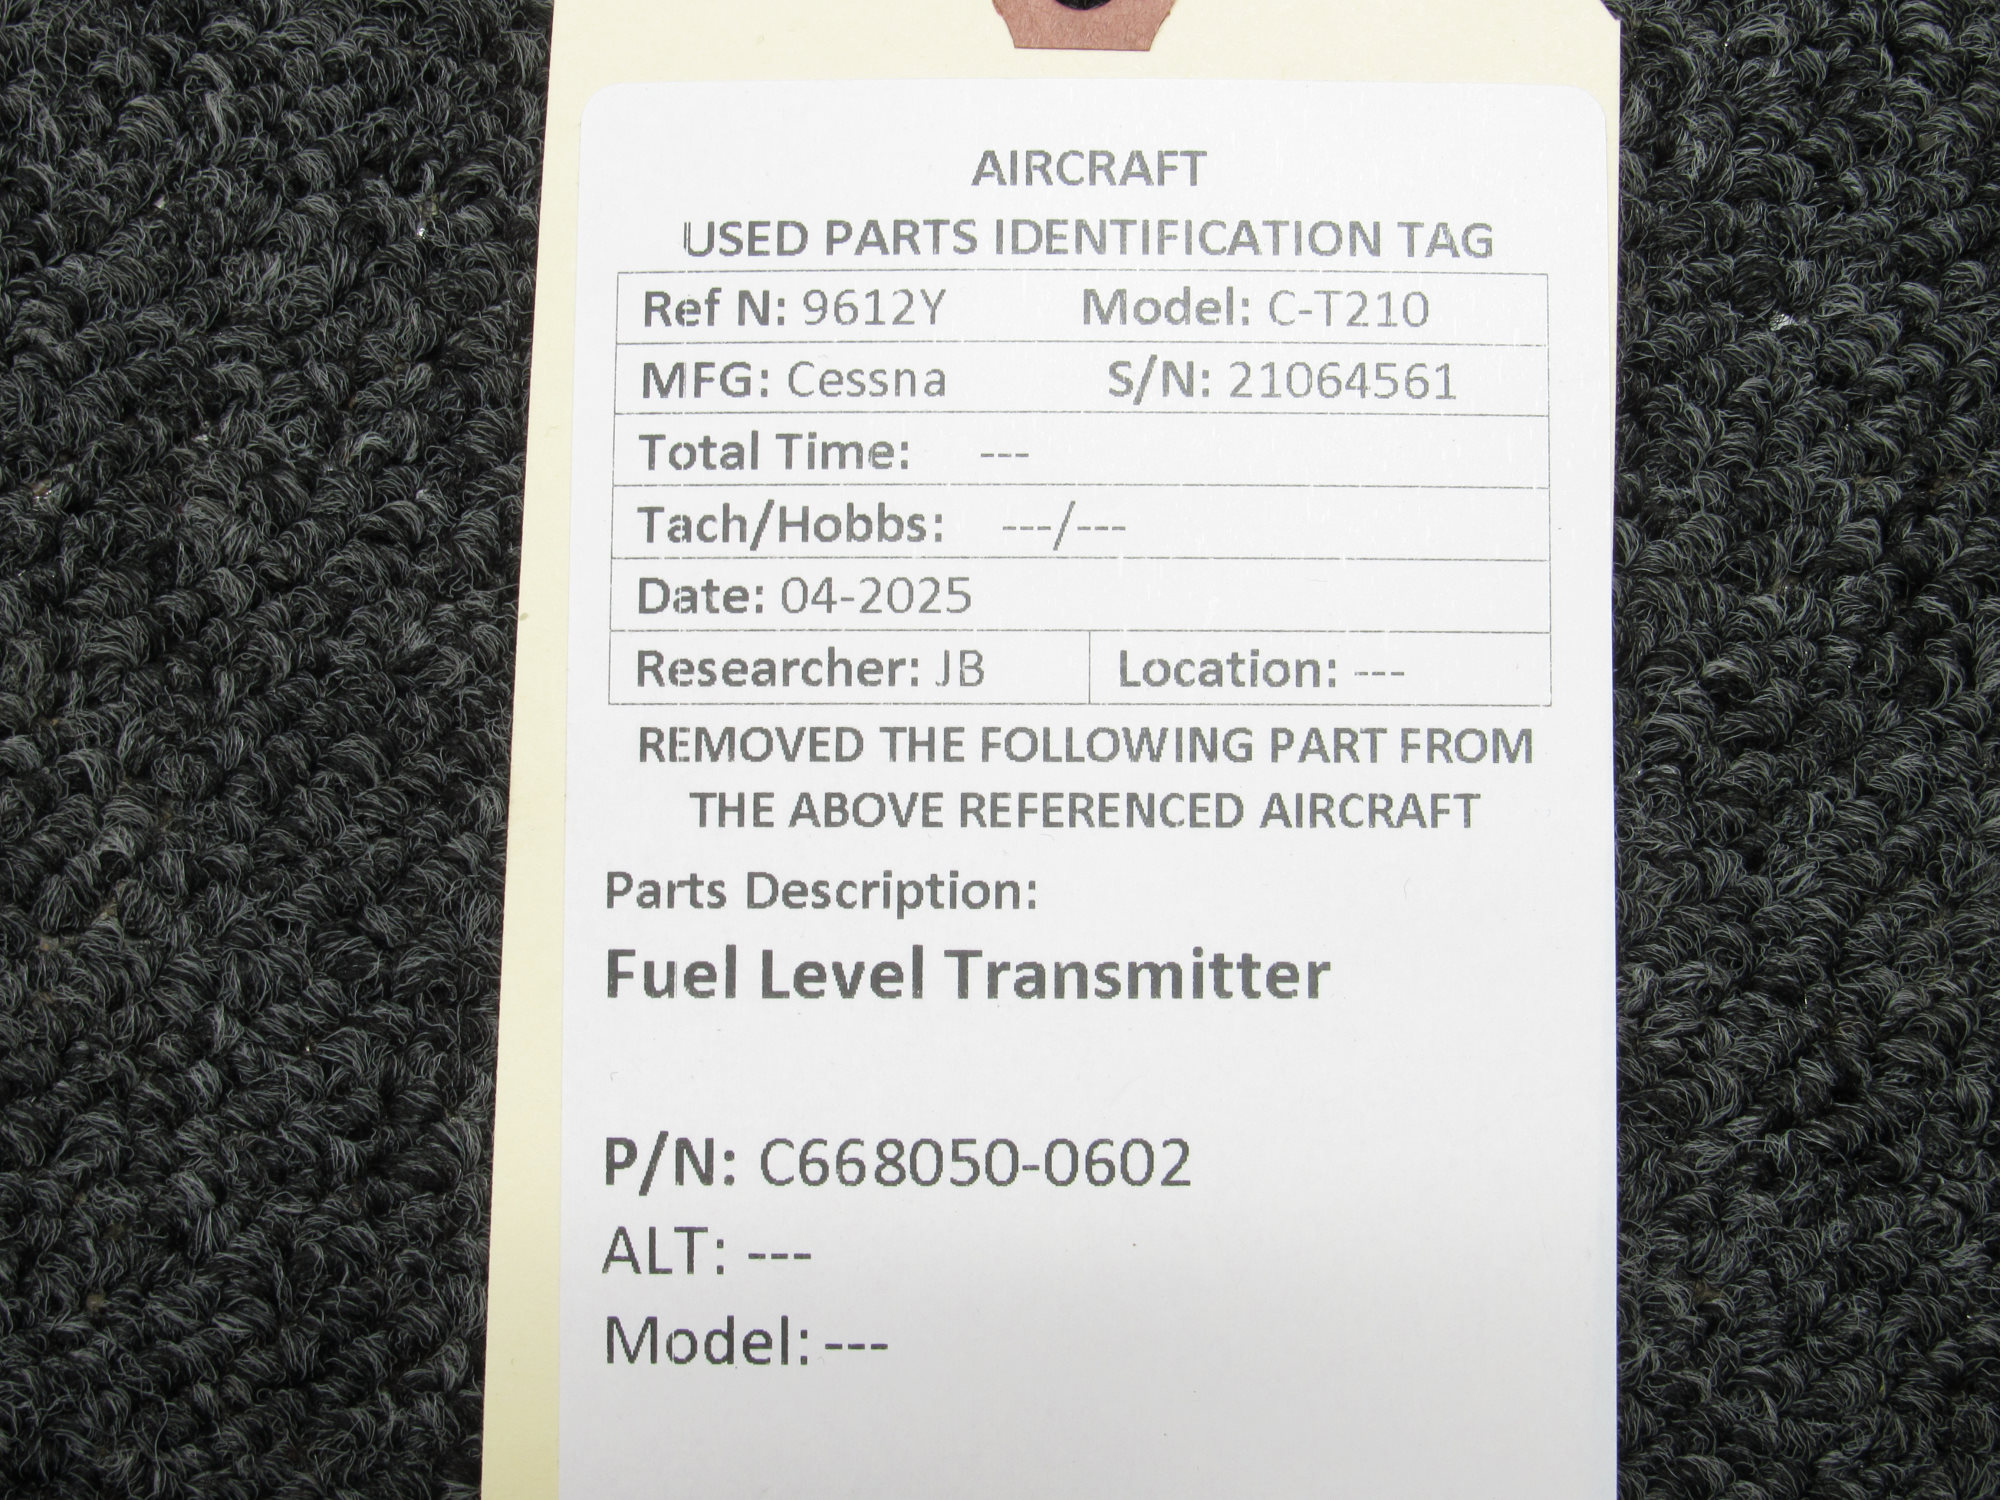 AIRCRAFT
USED PARTS IDENTIFICATION TAG
Ref N: 9612Y Model: C-T210
MFG: Cessna S/N: 21064561
Total Time: ---
Tach/Hobbs: ---/---
Date: 04-2025
Researcher: JB Location: ---
REMOVED THE FOLLOWING PART FROM
THE ABOVE REFERENCED AIRCRAFT
Parts Description:
Fuel Level Transmitter
P/N: C668050-0602
ALT: ---
Model: ---